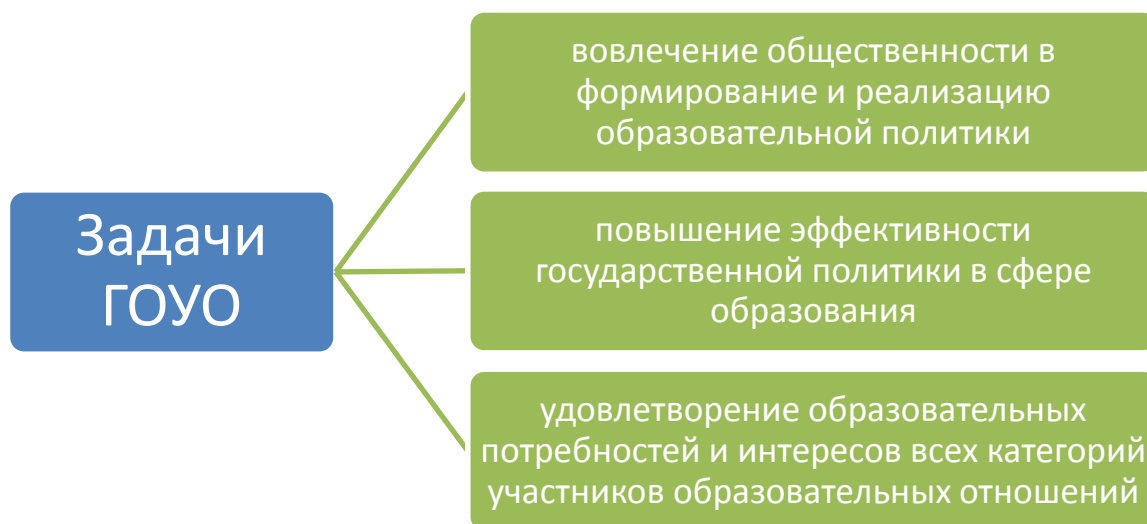 Задачи
ГОУО
вовлечение общественности в
формирование и реализацию
образовательной политики
повышение эффективности
государственной политики в сфере
образования
удовлетворение образовательных
потребностей и интересов всех категорий
участников образовательных отношений